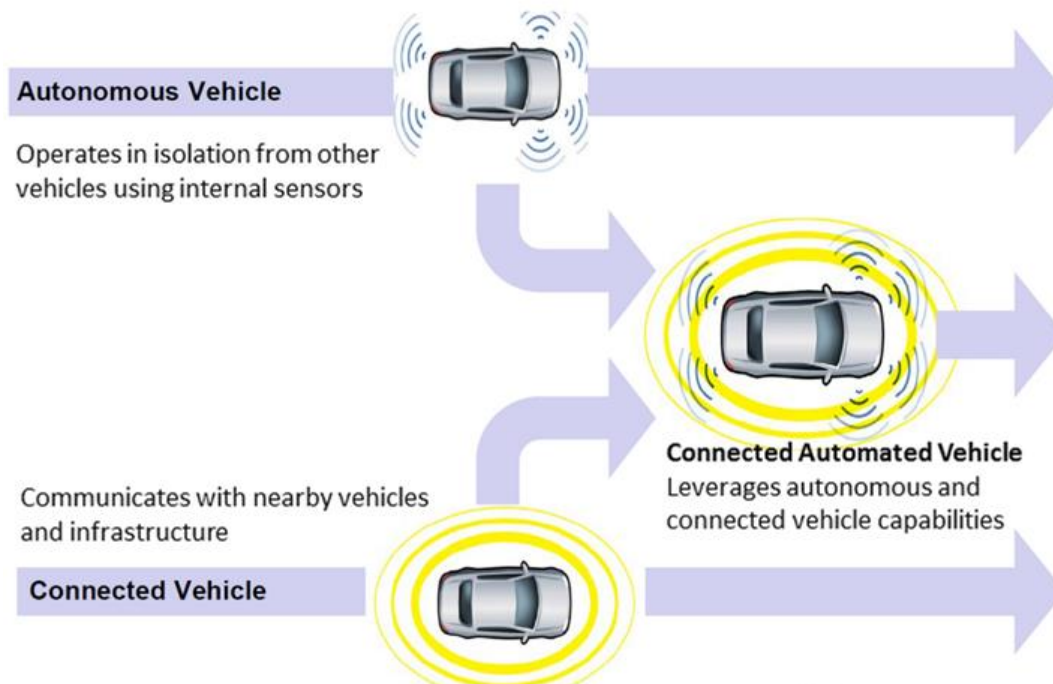 Autonomous Vehicle
Operates in isolation from other
vehicles using internal sensors
Connected Automated Vehicle
Leverages autonomous and
connected vehicle capabilities
Communicates with nearby vehicles
and infrastructure
Connected Vehicle